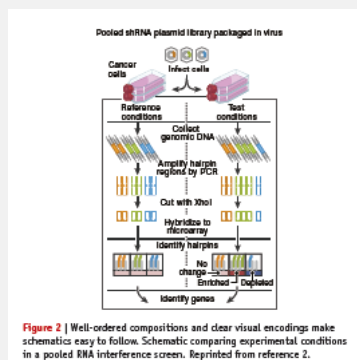 Pooled shRNA plasmid library packaged in virus
Cancer
cells
Infect cells
Reference
conditions
Test
conditions
Collect
genomic DNA
Amplify hairpin
regions by PCR
Cut with XhoI
Hybridize to
microarray
Identify hairpins
No
change
Enriched
Depleted
Identify genes
Figure 2 | Well-ordered compositions and clear visual encodings make
schematics easy to follow. Schematic comparing experimental conditions
in a pooled RNA interference screen. Reprinted from reference 2.